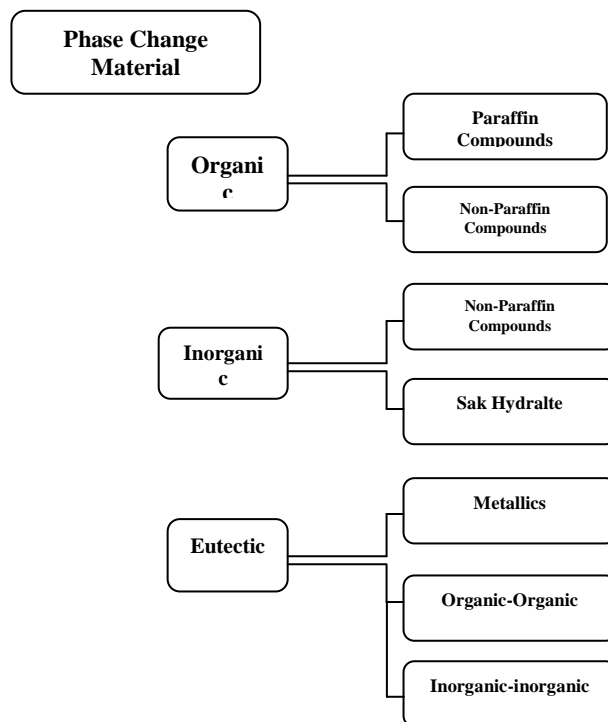 Phase Change
Material
Organi
c
Paraffin
Compounds
Non-Paraffin
Compounds
Inorgani
c
Non-Paraffin
Compounds
Sak Hydralte
Eutectic
Metallics
Organic-Organic
Inorganic-inorganic